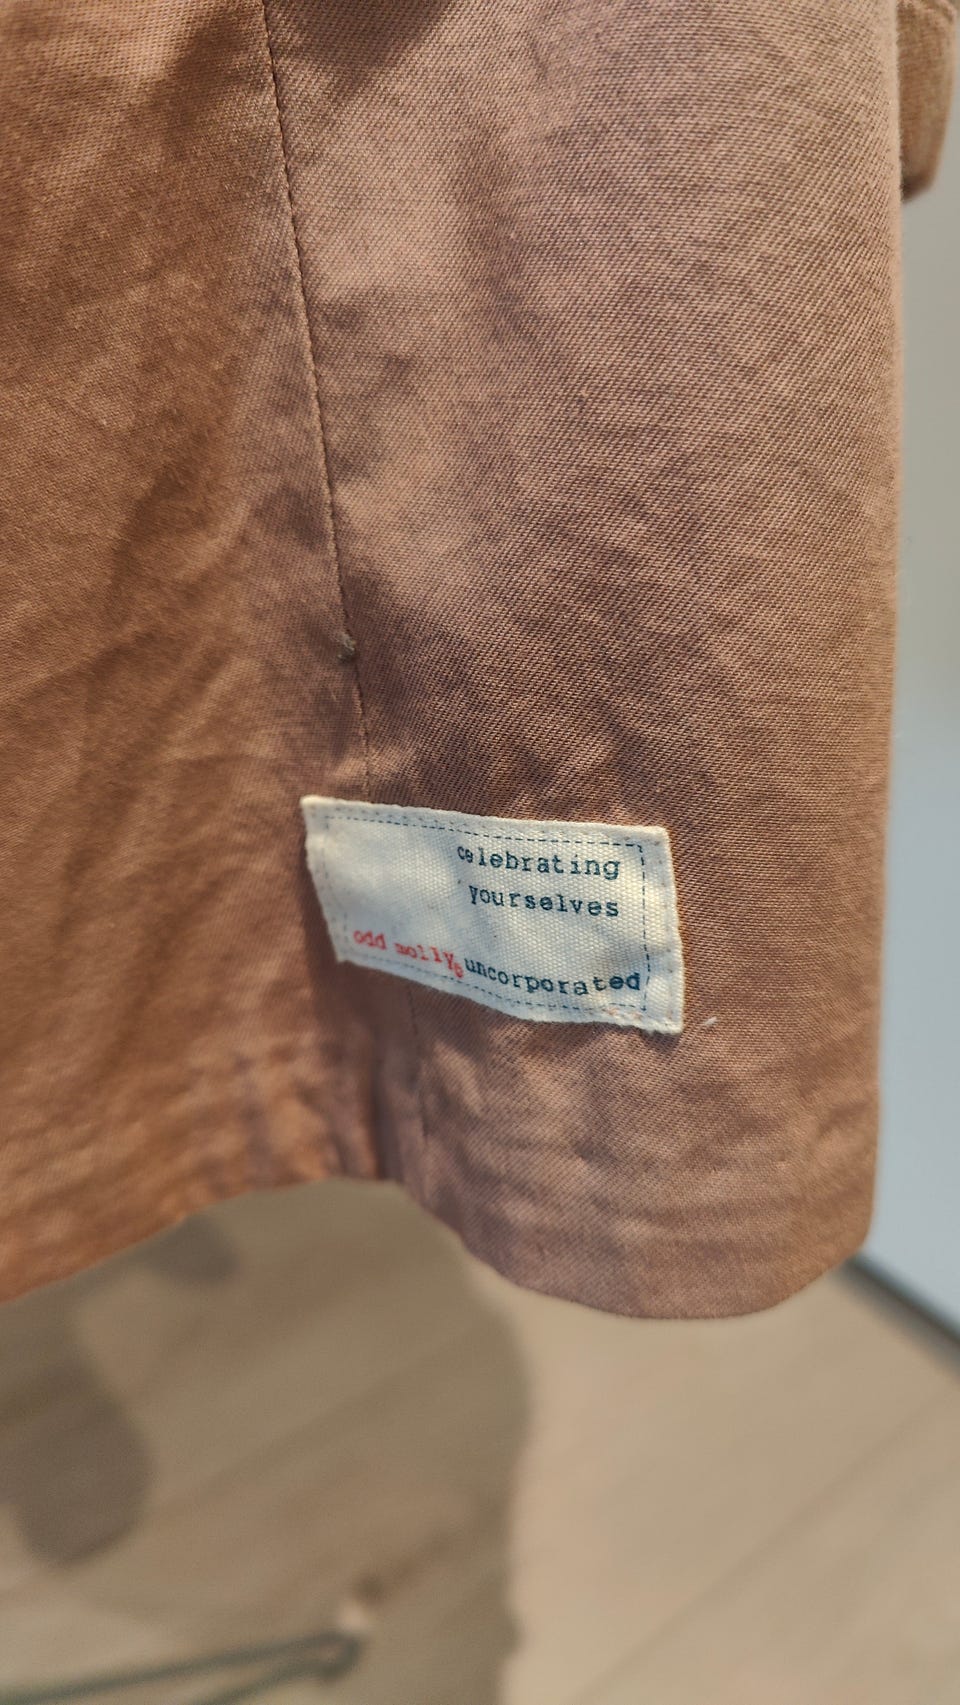 celebrating
yourselves
odd molly® uncorporated